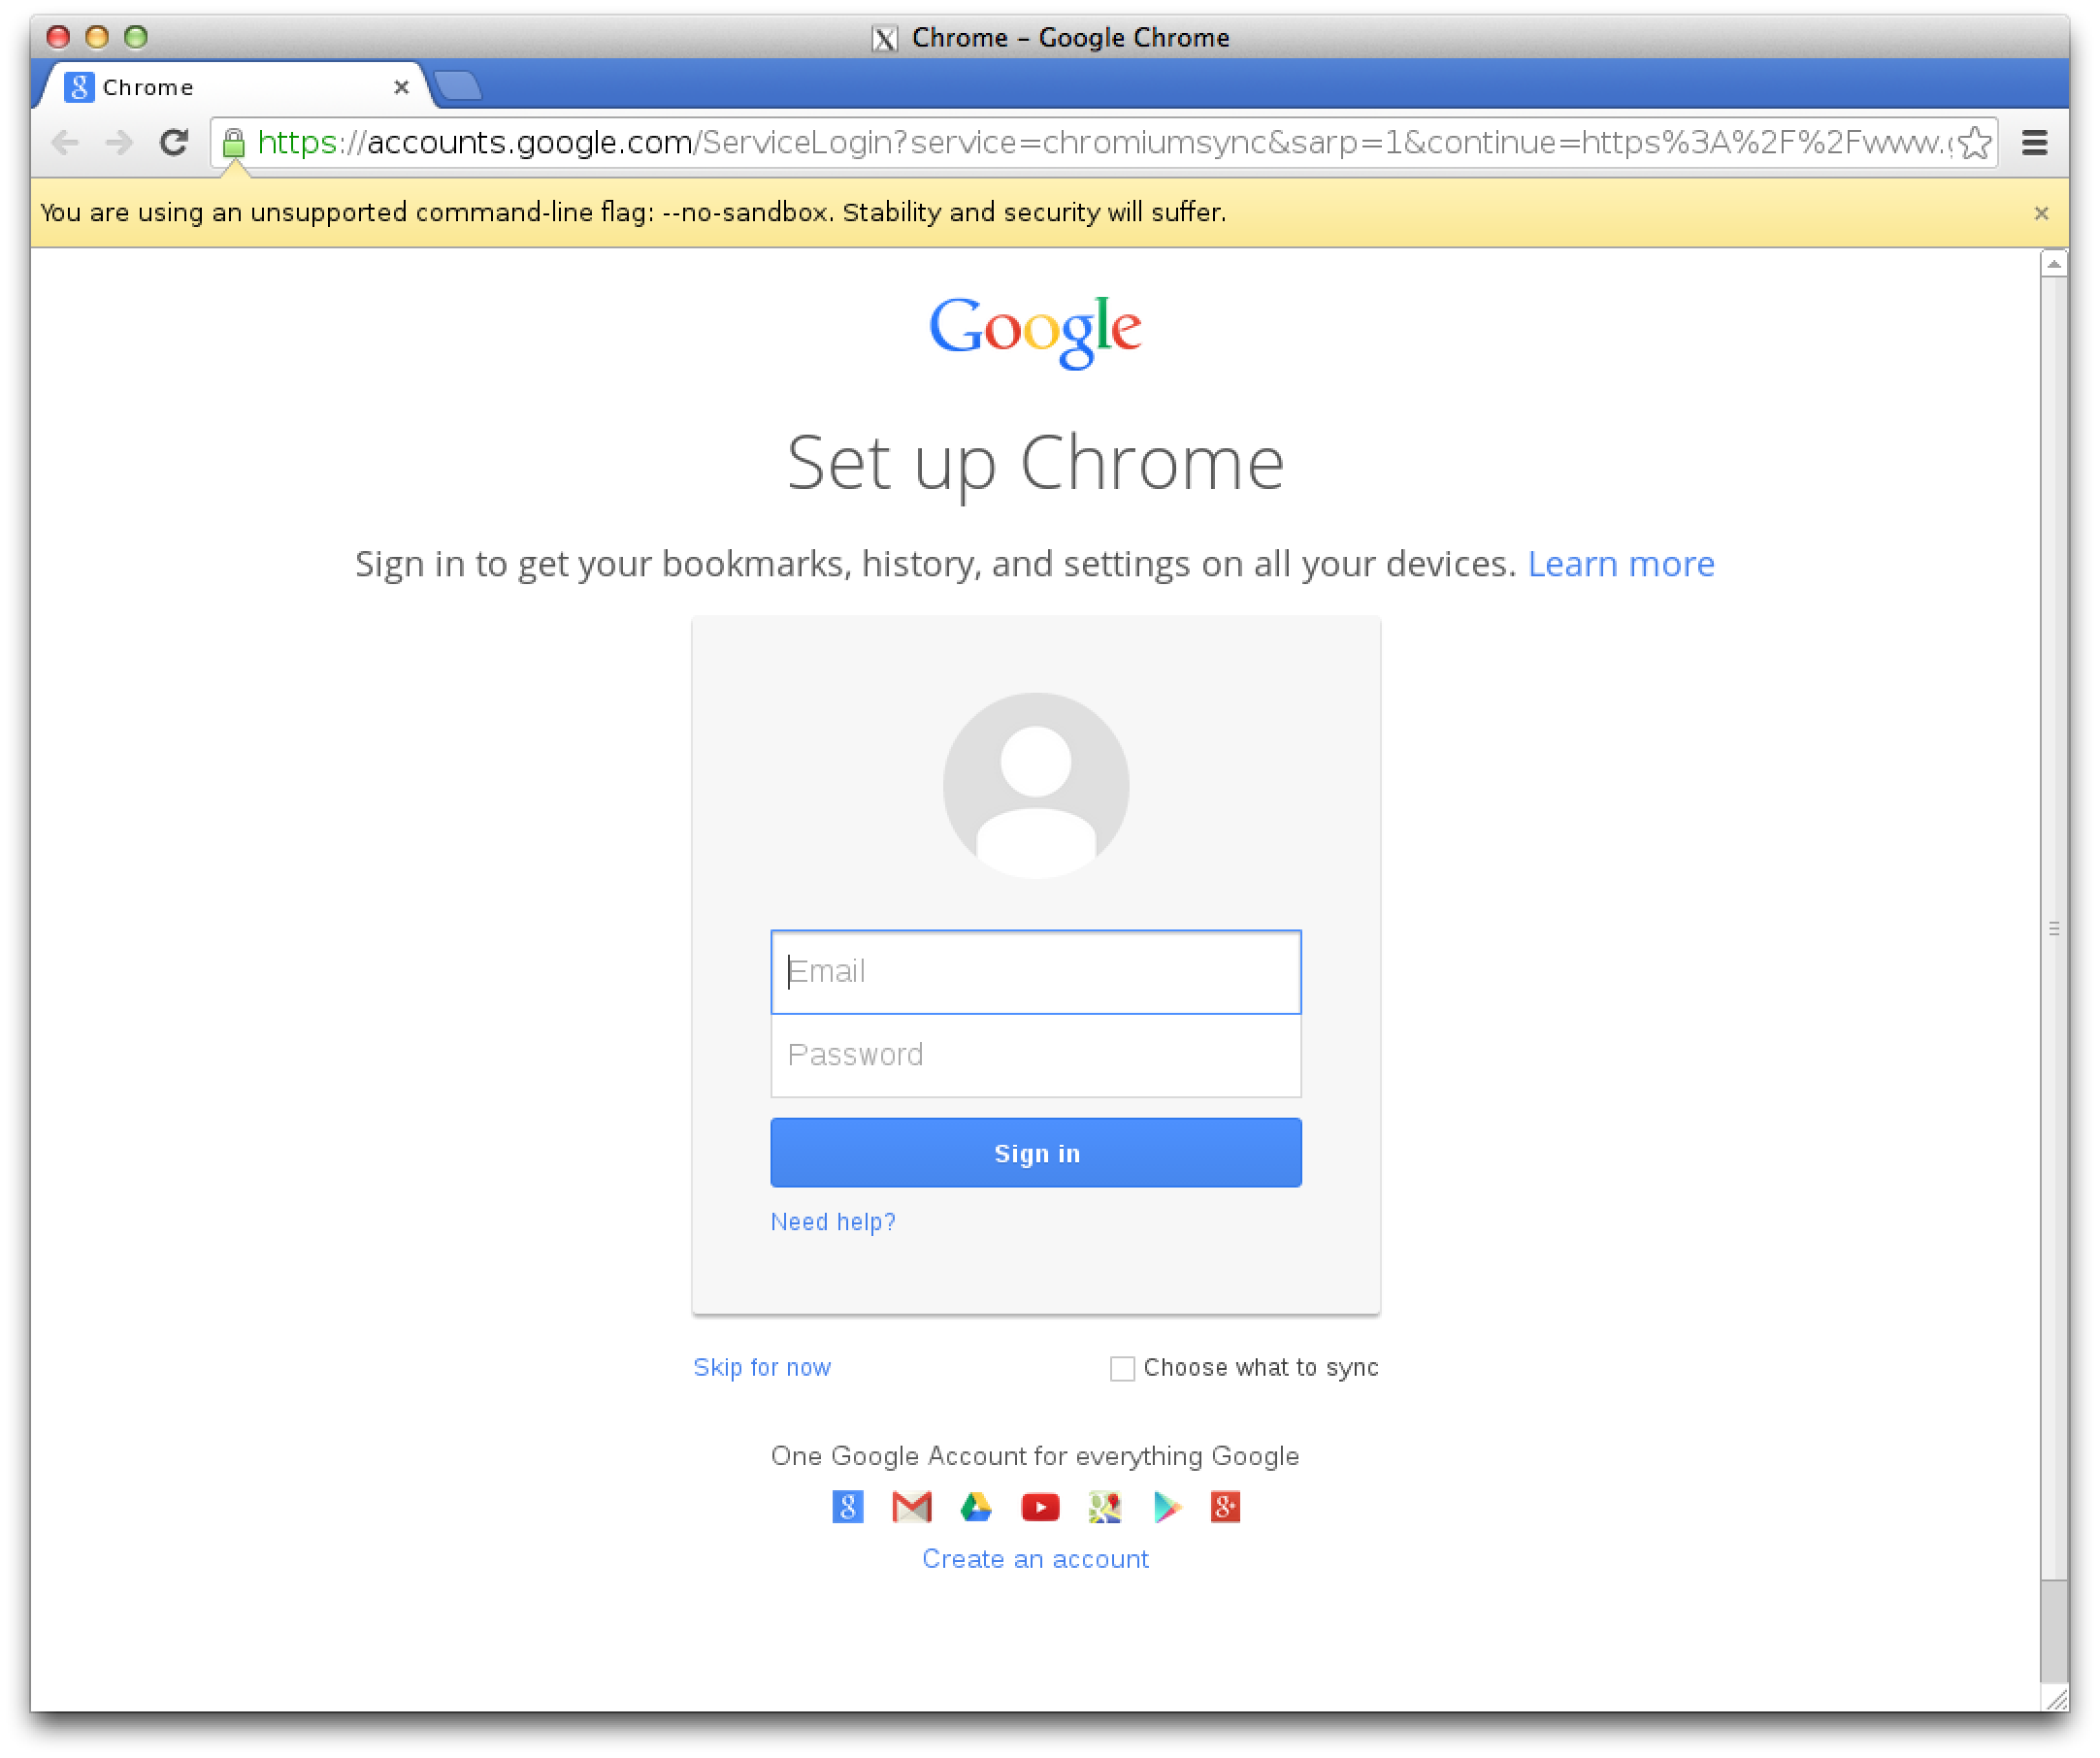 Chrome – Google Chrome
Chrome
https://accounts.google.com/ServiceLogin?service=chromiumsync&sarp=1&continue=https%3A%2F%2Fwww.g
You are using an unsupported command-line flag: --no-sandbox. Stability and security will suffer.
Google
Set up Chrome
Sign in to get your bookmarks, history, and settings on all your devices. Learn more
Email
Password
Sign in
Need help?
Skip for now
Choose what to sync
One Google Account for everything Google
Create an account